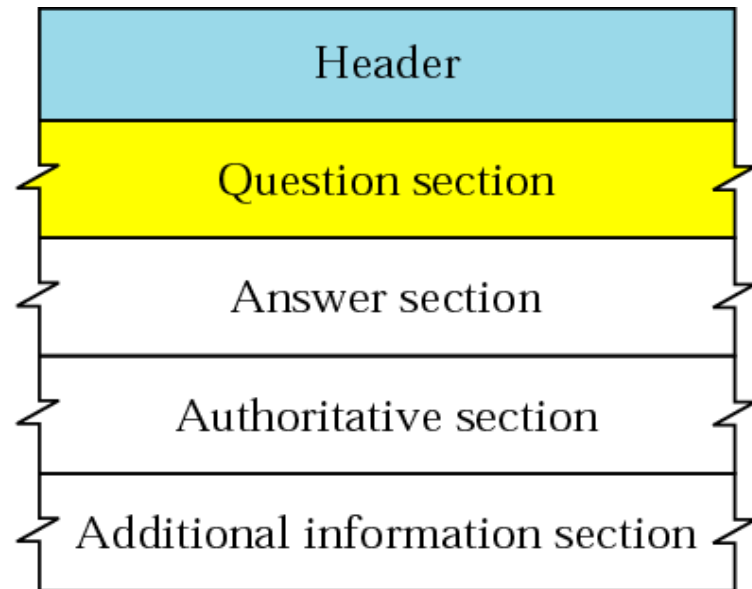 Header
Question section
Answer section
Authoritative section
Additional information section